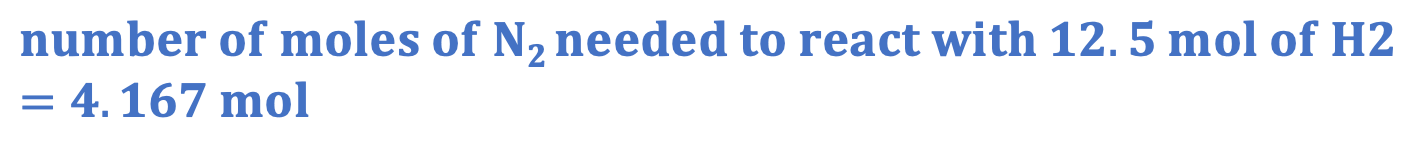 number of moles of N₂ needed to react with 12.5 mol of H2
= 4.167 mol